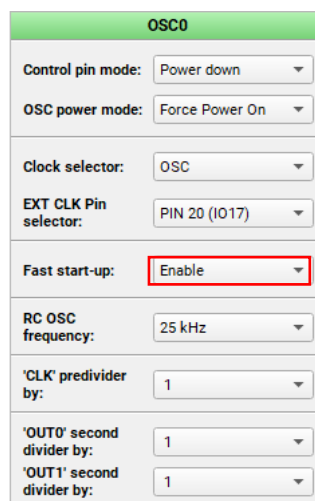 OSC0
Control pin mode: Power down
OSC power mode: Force Power On
Clock selector: OSC
EXT CLK Pin
selector: PIN 20 (IO17)
Fast start-up: Enable
RC OSC
frequency: 25 kHz
'CLK' predivider
by: 1
'OUT0' second
divider by: 1
'OUT1' second
divider by: 1